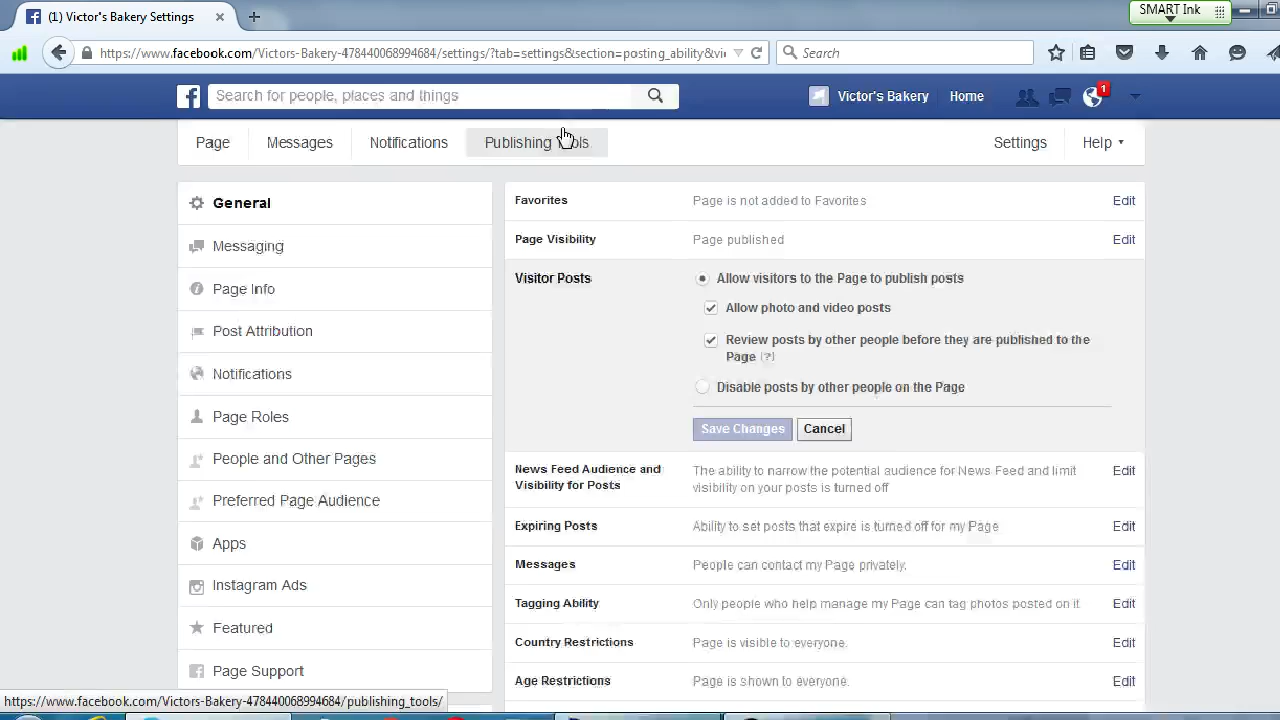 (1) Victor's Bakery Settings
SMART Ink
https://www.facebook.com/Victors-Bakery-478440068994684/settings/?tab=settings&section=posting_ability&vi
Search
Search for people, places and things
Victor's Bakery
Home
1
Page
Messages
Notifications
Publishing Tools
Settings
Help
General
Messaging
Page Info
Post Attribution
Notifications
Page Roles
People and Other Pages
Preferred Page Audience
Apps
Instagram Ads
Featured
Page Support
Favorites
Page is not added to Favorites
Edit
Page Visibility
Page published
Edit
Visitor Posts
Allow visitors to the Page to publish posts
Allow photo and video posts
Review posts by other people before they are published to the
Page [?]
Disable posts by other people on the Page
Save Changes
Cancel
News Feed Audience and
Visibility for Posts
The ability to narrow the potential audience for News Feed and limit
visibility on your posts is turned off
Edit
Expiring Posts
Ability to set posts that expire is turned off for my Page
Edit
Messages
People can contact my Page privately.
Edit
Tagging Ability
Only people who help manage my Page can tag photos posted on it.
Edit
Country Restrictions
Page is visible to everyone.
Edit
Age Restrictions
Page is shown to everyone.
Edit
https://www.facebook.com/Victors-Bakery-478440068994684/publishing_tools/